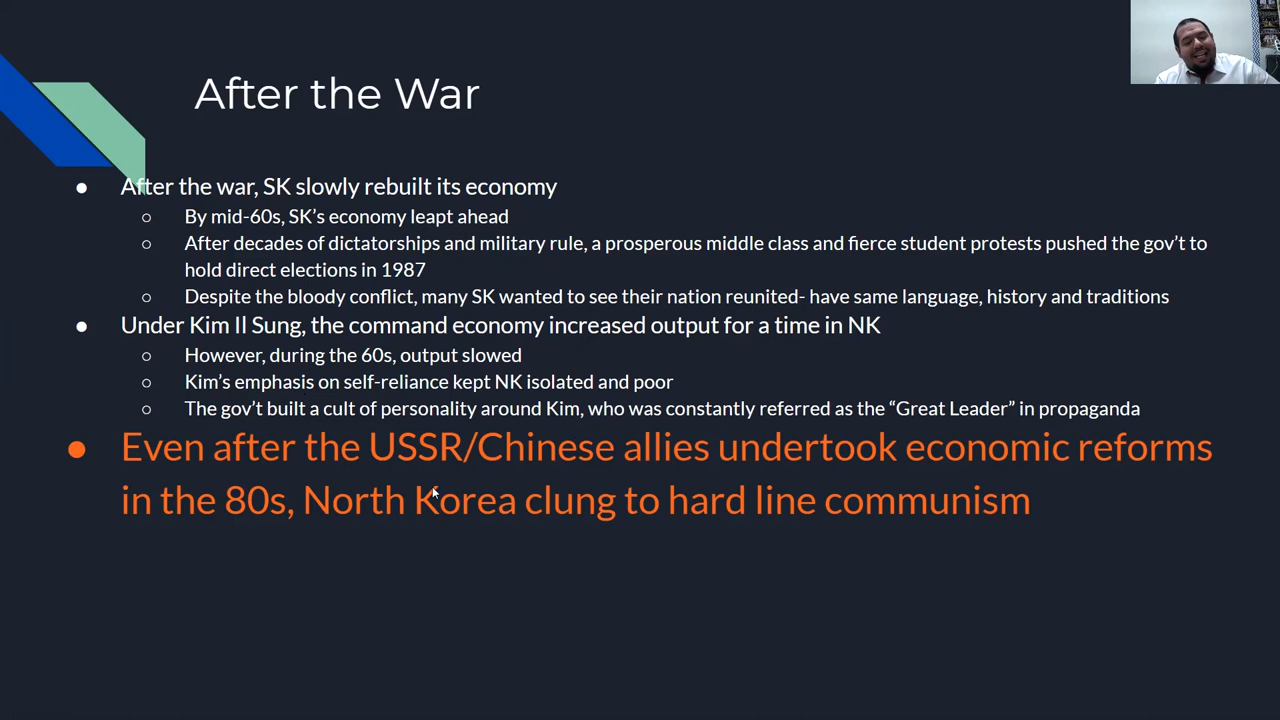 After the War
● After the war, SK slowly rebuilt its economy
○ By mid-60s, SK's economy leapt ahead
○ After decades of dictatorships and military rule, a prosperous middle class and fierce student protests pushed the gov't to
hold direct elections in 1987
○ Despite the bloody conflict, many SK wanted to see their nation reunited- have same language, history and traditions
● Under Kim Il Sung, the command economy increased output for a time in NK
○ However, during the 60s, output slowed
○ Kim's emphasis on self-reliance kept NK isolated and poor
○ The gov't built a cult of personality around Kim, who was constantly referred as the “Great Leader” in propaganda
● Even after the USSR/Chinese allies undertook economic reforms
in the 80s, North Korea clung to hard line communism